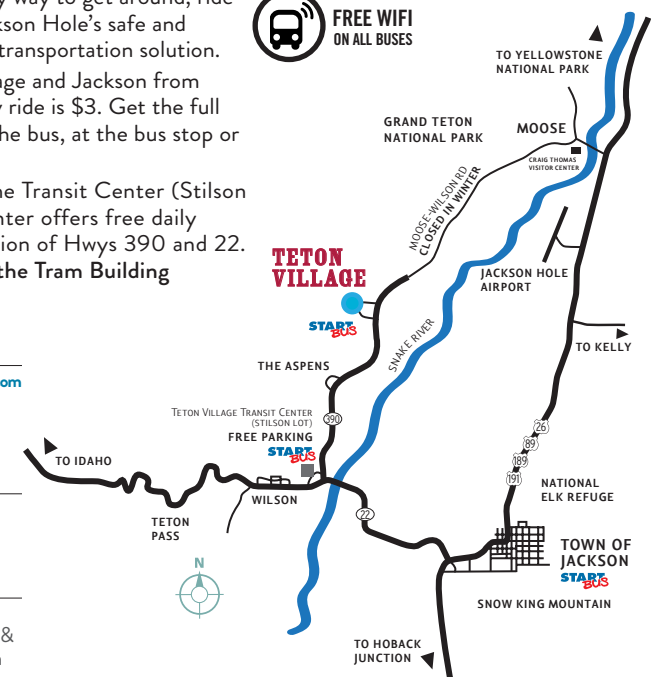 y way to get around, ride
kson Hole's safe and
transportation solution.
age and Jackson from
y ride is $3. Get the full
he bus, at the bus stop or
he Transit Center (Stilson
nter offers free daily
ion of Hwys 390 and 22.
the Tram Building
om
&
FREE WIFI
ON ALL BUSES
TO YELLOWSTONE
NATIONAL PARK
GRAND TETON
NATIONAL PARK
MOOSE
CRAIG THOMAS
VISITOR CENTER
MOOSE-WILSON RD
CLOSED IN WINTER
TETON
VILLAGE
START
BUS
JACKSON HOLE
AIRPORT
SNAKE RIVER
TO KELLY
THE ASPENS
390
TETON VILLAGE TRANSIT CENTER
(STILSON LOT)
FREE PARKING
START
BUS
TO IDAHO
WILSON
TETON
PASS
22
26
89
189
191
NATIONAL
ELK REFUGE
TOWN OF
JACKSON
START
BUS
SNOW KING MOUNTAIN
N
TO HOBACK
JUNCTION